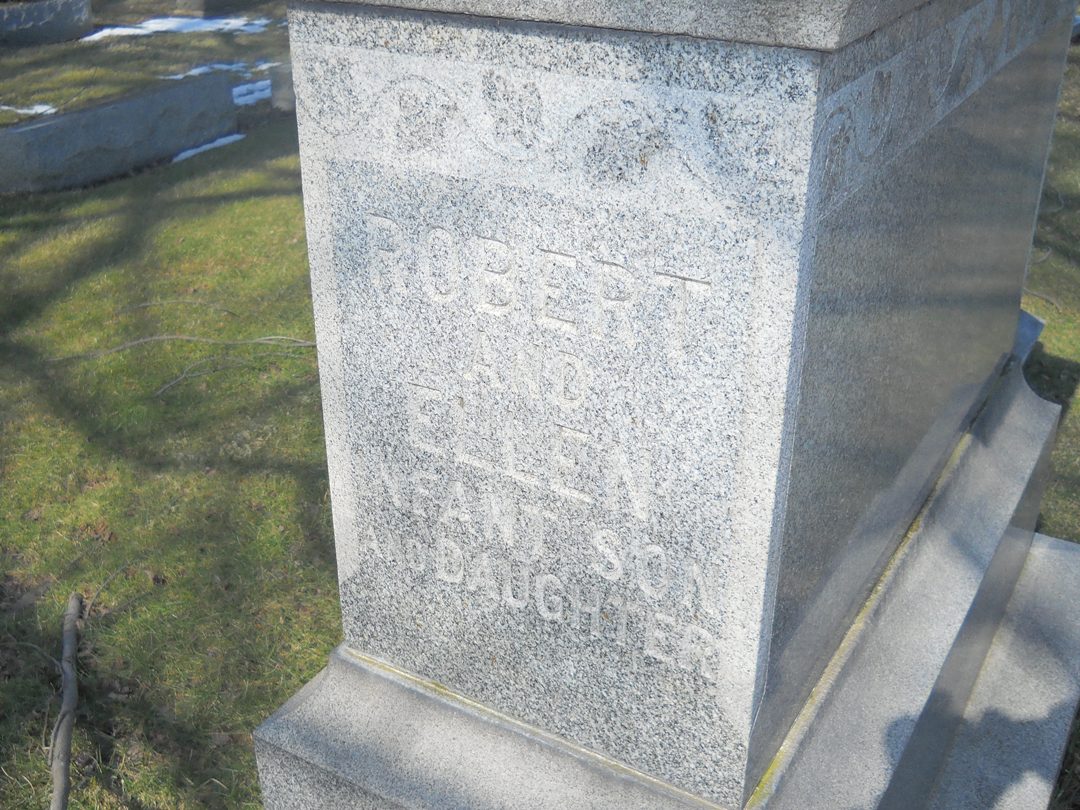 ROBERT
AND
ELLEN
INFANT SON
AND DAUGHTER